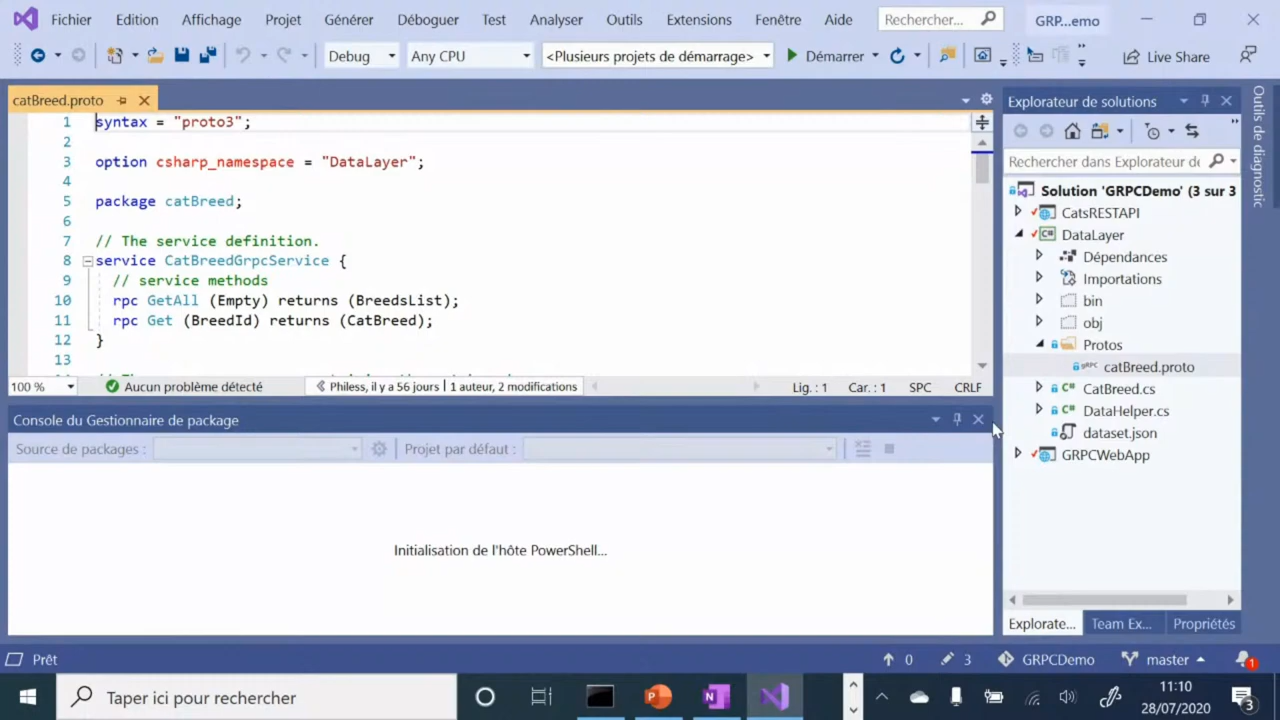 Fichier Edition Affichage Projet Générer Déboguer Test Analyser Outils Extensions Fenêtre Aide Rechercher... GRP...emo
Debug Any CPU <Plusieurs projets de démarrage> Démarrer Live Share
catBreed.proto
1 syntax = "proto3";
2
3 option csharp_namespace = "DataLayer";
4
5 package catBreed;
6
7 // The service definition.
8 service CatBreedGrpcService {
9 // service methods
10 rpc GetAll (Empty) returns (BreedsList);
11 rpc Get (BreedId) returns (CatBreed);
12 }
13
100 % Aucun problème détecté Philess, il y a 56 jours | 1 auteur, 2 modifications Lig. : 1 Car. : 1 SPC CRLF
Console du Gestionnaire de package
Source de packages : Projet par défaut :
Initialisation de l'hôte PowerShell...
Explorateur de solutions
Rechercher dans Explorateur de
Solution 'GRPCDemo' (3 sur 3
CatsRESTAPI
DataLayer
Dépendances
Importations
bin
obj
Protos
catBreed.proto
CatBreed.cs
DataHelper.cs
dataset.json
GRPCWebApp
Explorate... Team Ex... Propriétés
Outils de diagnostic
Prêt 0 3 GRPCDemo master 1
Taper ici pour rechercher
11:10
28/07/2020
3